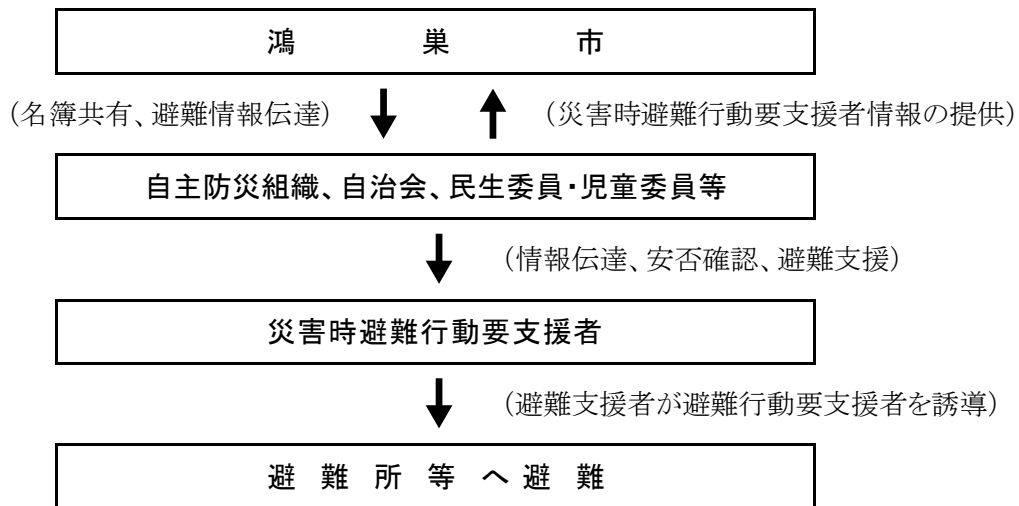 鴻巣市
（名簿共有、避難情報伝達）
（災害時避難行動要支援者情報の提供）
自主防災組織、自治会、民生委員・児童委員等
（情報伝達、安否確認、避難支援）
災害時避難行動要支援者
（避難支援者が避難行動要支援者を誘導）
避難所等へ避難